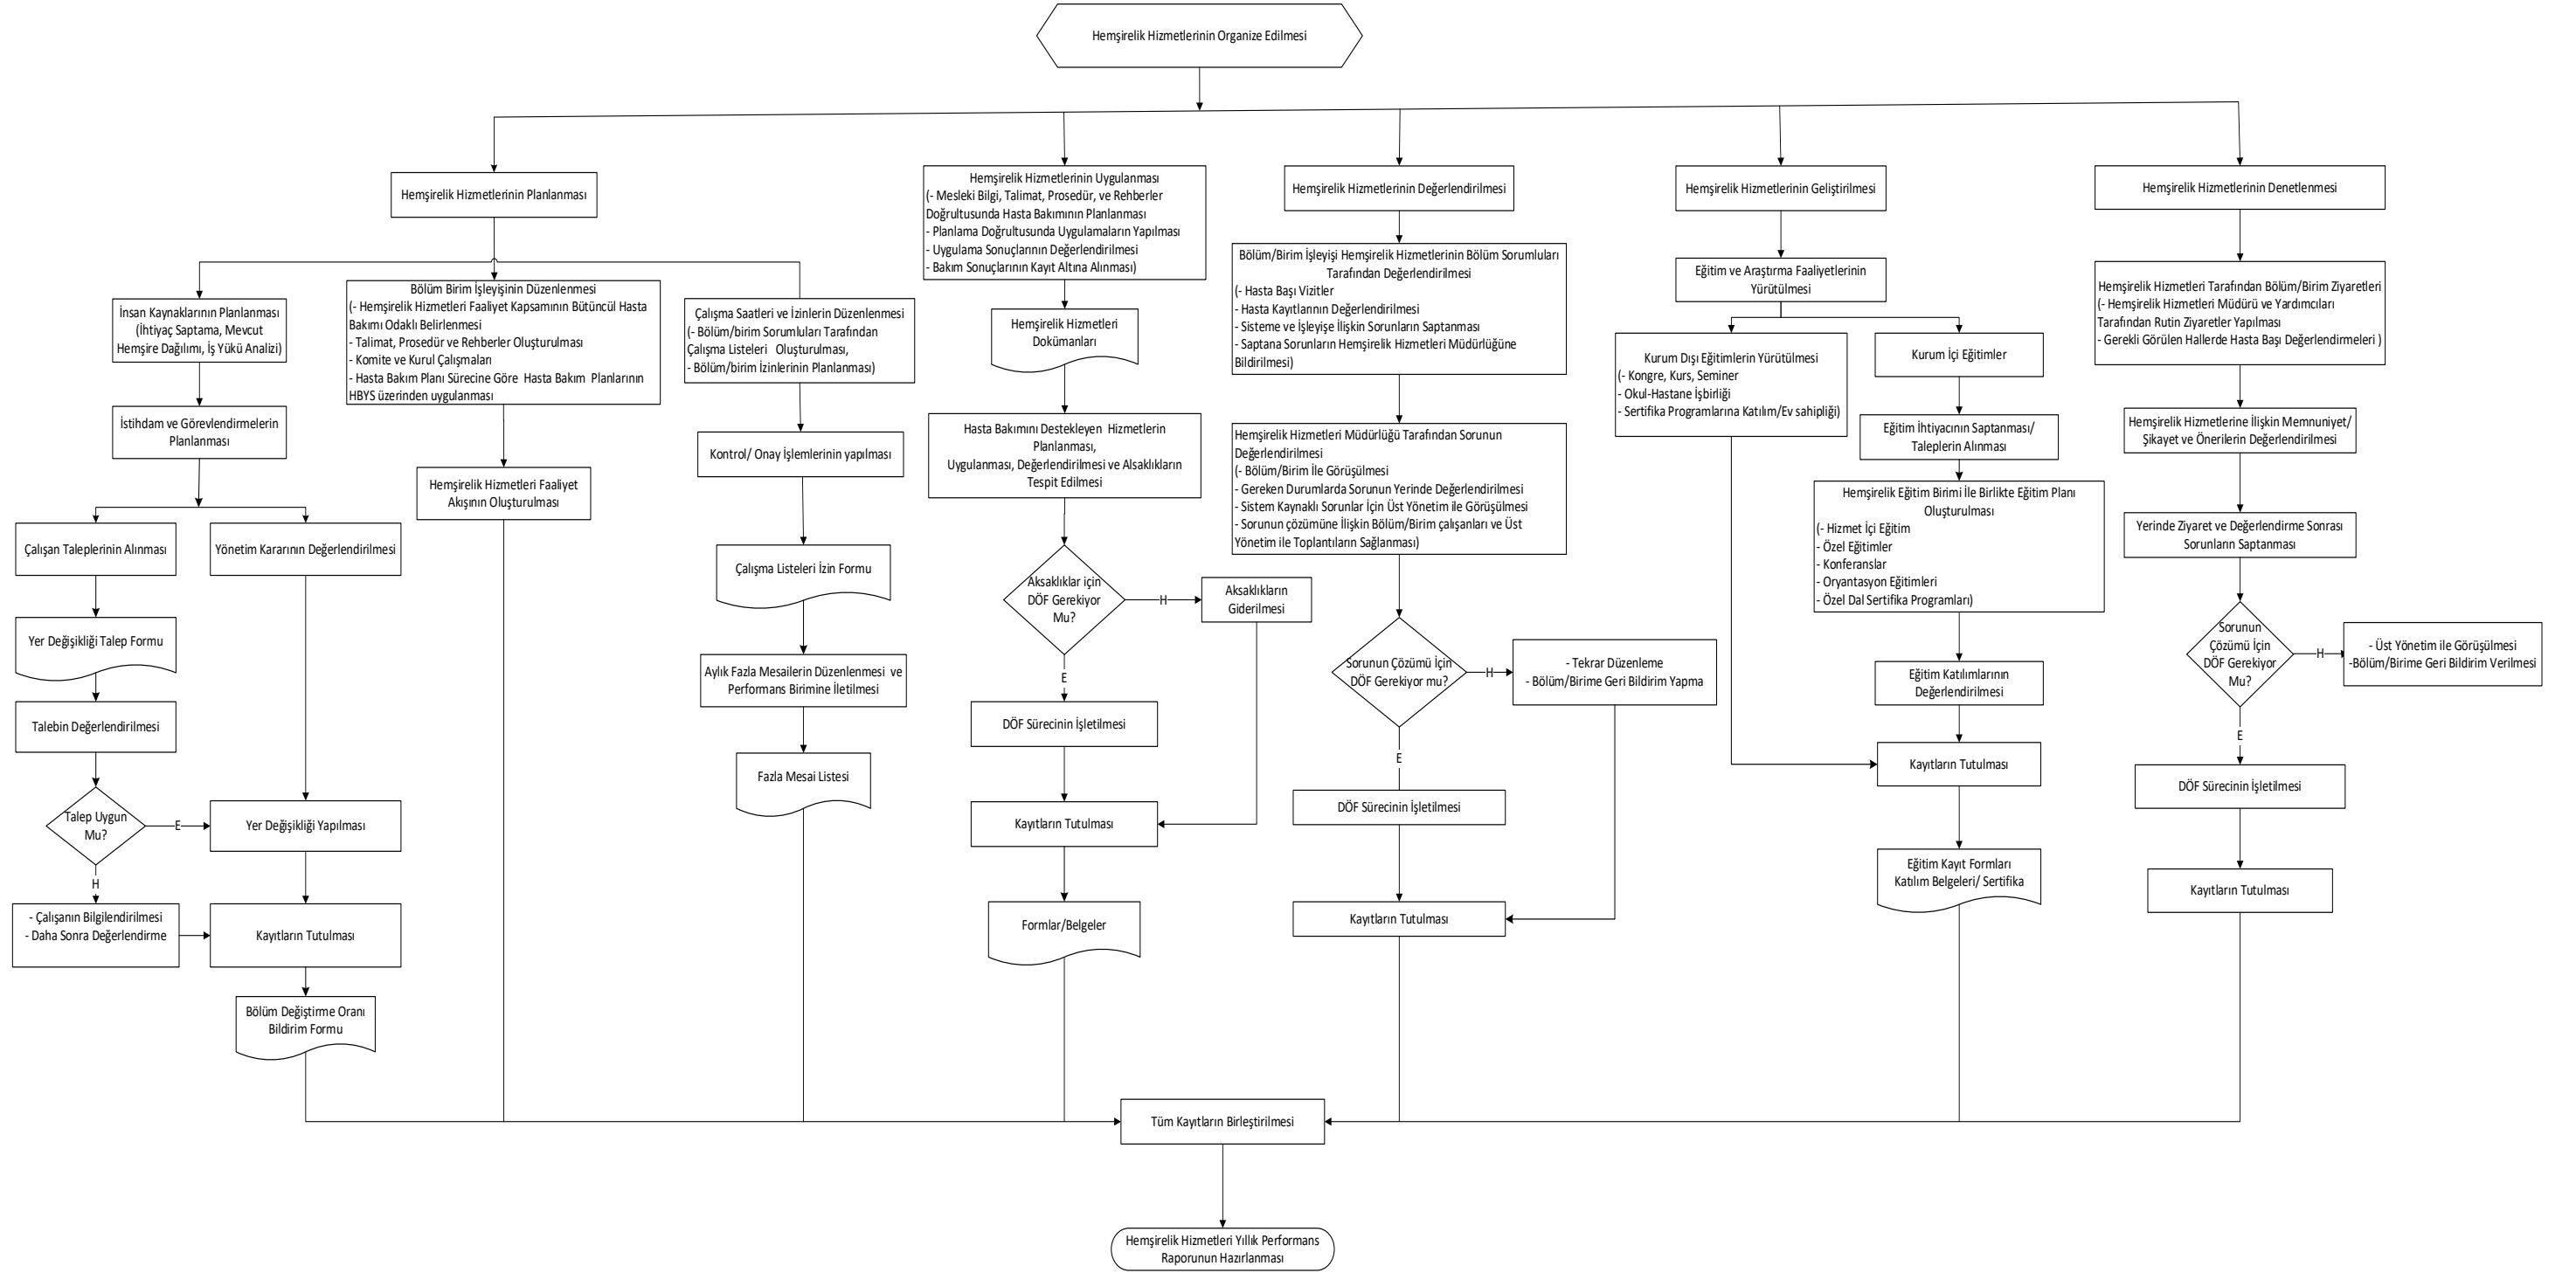 Hemşirelik Hizmetlerinin Organize Edilmesi
Hemşirelik Hizmetlerinin Planlanması
İnsan Kaynaklarının Planlanması
(İhtiyaç Saptama, Mevcut
Hemşire Dağılımı, İş Yükü Analizi)
İstihdam ve Görevlendirmelerin
Planlanması
Çalışan Taleplerinin Alınması
Yönetim Kararının Değerlendirilmesi
Yer Değişikliği Talep Formu
Talebin Değerlendirilmesi
Talep Uygun
Mu?
E
Yer Değişikliği Yapılması
H
- Çalışanın Bilgilendirilmesi
- Daha Sonra Değerlendirme
Kayıtların Tutulması
Bölüm Değiştirme Oranı
Bildirim Formu
Bölüm Birim İşleyişinin Düzenlenmesi
(- Hemşirelik Hizmetleri Faaliyet Kapsamının Bütüncül Hasta
Bakımı Odaklı Belirlenmesi
- Talimat, Prosedür ve Rehberler Oluşturulması
- Komite ve Kurul Çalışmaları
- Hasta Bakım Planı Sürecine Göre Hasta Bakım Planlarının
HBYS üzerinden uygulanması
Hemşirelik Hizmetleri Faaliyet
Akışının Oluşturulması
Çalışma Saatleri ve İzinlerin Düzenlenmesi
(- Bölüm/birim Sorumluları Tarafından
Çalışma Listeleri Oluşturulması,
- Bölüm/birim İzinlerinin Planlanması)
Kontrol/ Onay İşlemlerinin yapılması
Çalışma Listeleri İzin Formu
Aylık Fazla Mesailerin Düzenlenmesi ve
Performans Birimine İletilmesi
Fazla Mesai Listesi
Hemşirelik Hizmetlerinin Uygulanması
(- Mesleki Bilgi, Talimat, Prosedür, ve Rehberler
Doğrultusunda Hasta Bakımının Planlanması
- Planlama Doğrultusunda Uygulamaların Yapılması
- Uygulama Sonuçlarının Değerlendirilmesi
- Bakım Sonuçlarının Kayıt Altına Alınması)
Hemşirelik Hizmetleri
Dokümanları
Hasta Bakımını Destekleyen Hizmetlerin
Planlanması,
Uygulanması, Değerlendirilmesi ve Alsaklıkların
Tespit Edilmesi
Aksaklıklar için
DÖF Gerekiyor
Mu?
H
Aksaklıkların
Giderilmesi
E
DÖF Sürecinin İşletilmesi
Kayıtların Tutulması
Formlar/Belgeler
Hemşirelik Hizmetlerinin Değerlendirilmesi
Bölüm/Birim İşleyişi Hemşirelik Hizmetlerinin Bölüm Sorumluları
Tarafından Değerlendirilmesi
(- Hasta Başı Vizitler
- Hasta Kayıtlarının Değerlendirilmesi
- Sisteme ve İşleyişe İlişkin Sorunların Saptanması
- Saptana Sorunların Hemşirelik Hizmetleri Müdürlüğüne
Bildirilmesi)
Hemşirelik Hizmetleri Müdürlüğü Tarafından Sorunun
Değerlendirilmesi
(- Bölüm/Birim İle Görüşülmesi
- Gereken Durumlarda Sorunun Yerinde Değerlendirilmesi
- Sistem Kaynaklı Sorunlar İçin Üst Yönetim ile Görüşülmesi
- Sorunun çözümüne İlişkin Bölüm/Birim çalışanları ve Üst
Yönetim ile Toplantıların Sağlanması)
Sorunun Çözümü İçin
DÖF Gerekiyor mu?
H
- Tekrar Düzenleme
- Bölüm/Birime Geri Bildirim Yapma
E
DÖF Sürecinin İşletilmesi
Kayıtların Tutulması
Hemşirelik Hizmetlerinin Geliştirilmesi
Eğitim ve Araştırma Faaliyetlerinin
Yürütülmesi
Kurum Dışı Eğitimlerin Yürütülmesi
(- Kongre, Kurs, Seminer
- Okul-Hastane İşbirliği
- Sertifika Programlarına Katılım/Ev sahipliği)
Kurum İçi Eğitimler
Eğitim İhtiyacının Saptanması/
Taleplerin Alınması
Hemşirelik Eğitim Birimi İle Birlikte Eğitim Planı
Oluşturulması
(- Hizmet İçi Eğitim
- Özel Eğitimler
- Konferanslar
- Oryantasyon Eğitimleri
- Özel Dal Sertifika Programları)
Eğitim Katılımlarının
Değerlendirilmesi
Kayıtların Tutulması
Eğitim Kayıt Formları
Katılım Belgeleri/ Sertifika
Hemşirelik Hizmetlerinin Denetlenmesi
Hemşirelik Hizmetleri Tarafından Bölüm/Birim Ziyaretleri
(- Hemşirelik Hizmetleri Müdürü ve Yardımcıları
Tarafından Rutin Ziyaretler Yapılması
- Gerekli Görülen Hallerde Hasta Başı Değerlendirmeleri )
Hemşirelik Hizmetlerine İlişkin Memnuniyet/
Şikayet ve Önerilerin Değerlendirilmesi
Yerinde Ziyaret ve Değerlendirme Sonrası
Sorunların Saptanması
Sorunun
Çözümü İçin
DÖF Gerekiyor
Mu?
H
- Üst Yönetim ile Görüşülmesi
-Bölüm/Birime Geri Bildirim Verilmesi
E
DÖF Sürecinin İşletilmesi
Kayıtların Tutulması
Tüm Kayıtların Birleştirilmesi
Hemşirelik Hizmetleri Yıllık Performans
Raporunun Hazırlanması